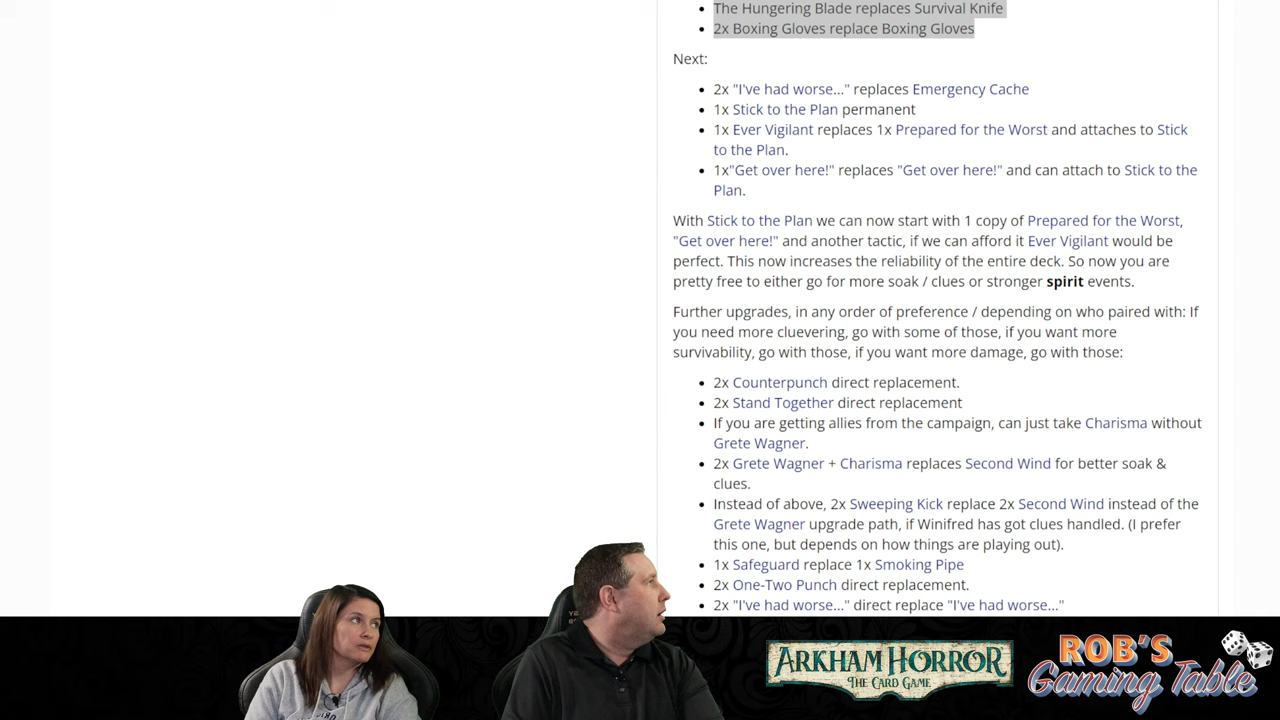 The Hungering Blade replaces Survival Knife
2x Boxing Gloves replace Boxing Gloves
Next:
2x "I've had worse..." replaces Emergency Cache
1x Stick to the Plan permanent
1x Ever Vigilant replaces 1x Prepared for the Worst and attaches to Stick
to the Plan.
1x"Get over here!" replaces "Get over here!" and can attach to Stick to the
Plan.
With Stick to the Plan we can now start with 1 copy of Prepared for the Worst,
"Get over here!" and another tactic, if we can afford it Ever Vigilant would be
perfect. This now increases the reliability of the entire deck. So now you are
pretty free to either go for more soak / clues or stronger spirit events.
Further upgrades, in any order of preference / depending on who paired with: If
you need more cluevering, go with some of those, if you want more
survivability, go with those, if you want more damage, go with those:
2x Counterpunch direct replacement.
2x Stand Together direct replacement
If you are getting allies from the campaign, can just take Charisma without
Grete Wagner.
2x Grete Wagner + Charisma replaces Second Wind for better soak &
clues.
Instead of above, 2x Sweeping Kick replace 2x Second Wind instead of the
Grete Wagner upgrade path, if Winifred has got clues handled. (I prefer
this one, but depends on how things are playing out).
1x Safeguard replace 1x Smoking Pipe
2x One-Two Punch direct replacement.
2x "I've had worse..." direct replace "I've had worse..."
ARKHAM HORROR
THE CARD GAME
ROB'S
Gaming Table